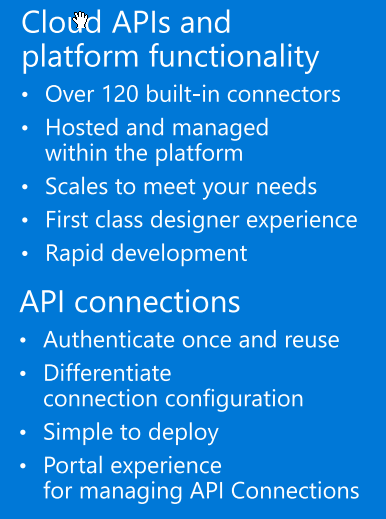 Cloud APIs and
platform functionality
• Over 120 built-in connectors
• Hosted and managed
within the platform
• Scales to meet your needs
• First class designer experience
• Rapid development
API connections
• Authenticate once and reuse
• Differentiate
connection configuration
• Simple to deploy
• Portal experience
for managing API Connections